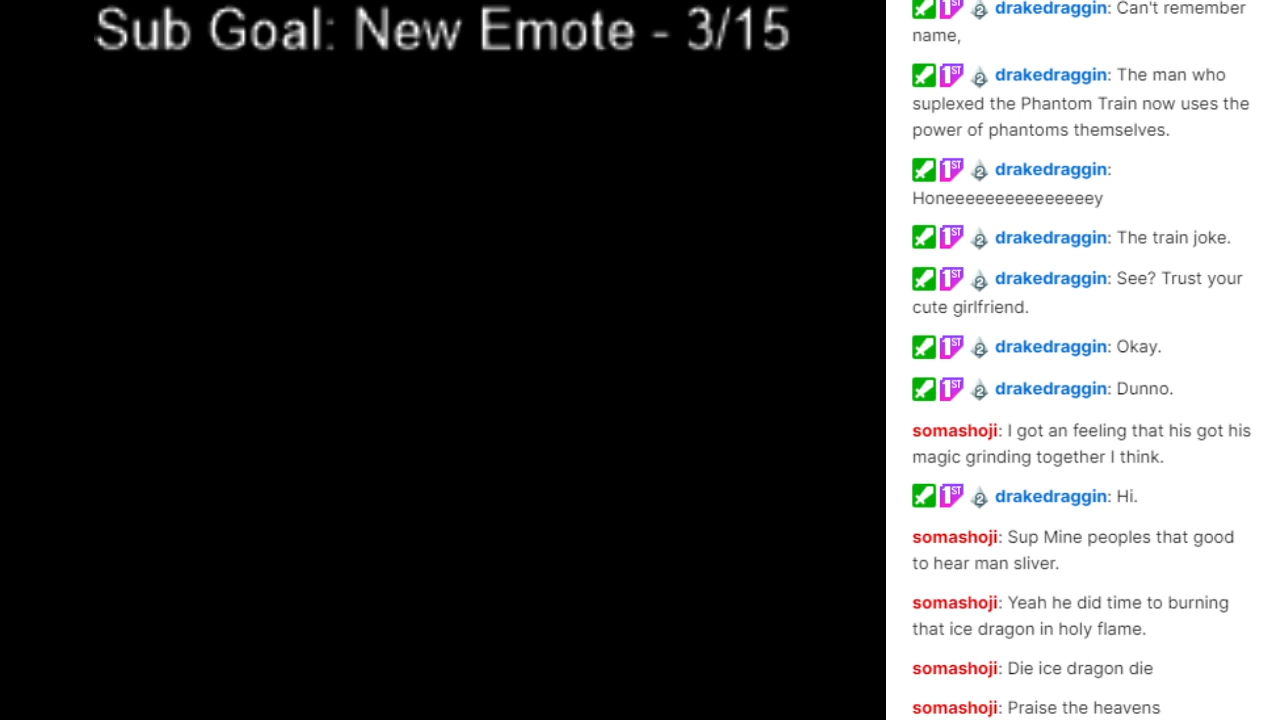 Sub Goal: New Emote - 3/15
drakedraggin: Can't remember
name,
drakedraggin: The man who
suplexed the Phantom Train now uses the
power of phantoms themselves.
drakedraggin:
Honeeeeeeeeeeeeeeey
drakedraggin: The train joke.
drakedraggin: See? Trust your
cute girlfriend.
drakedraggin: Okay.
drakedraggin: Dunno.
somashoji: I got an feeling that his got his
magic grinding together I think.
drakedraggin: Hi.
somashoji: Sup Mine peoples that good
to hear man sliver.
somashoji: Yeah he did time to burning
that ice dragon in holy flame.
somashoji: Die ice dragon die
somashoji: Praise the heavens